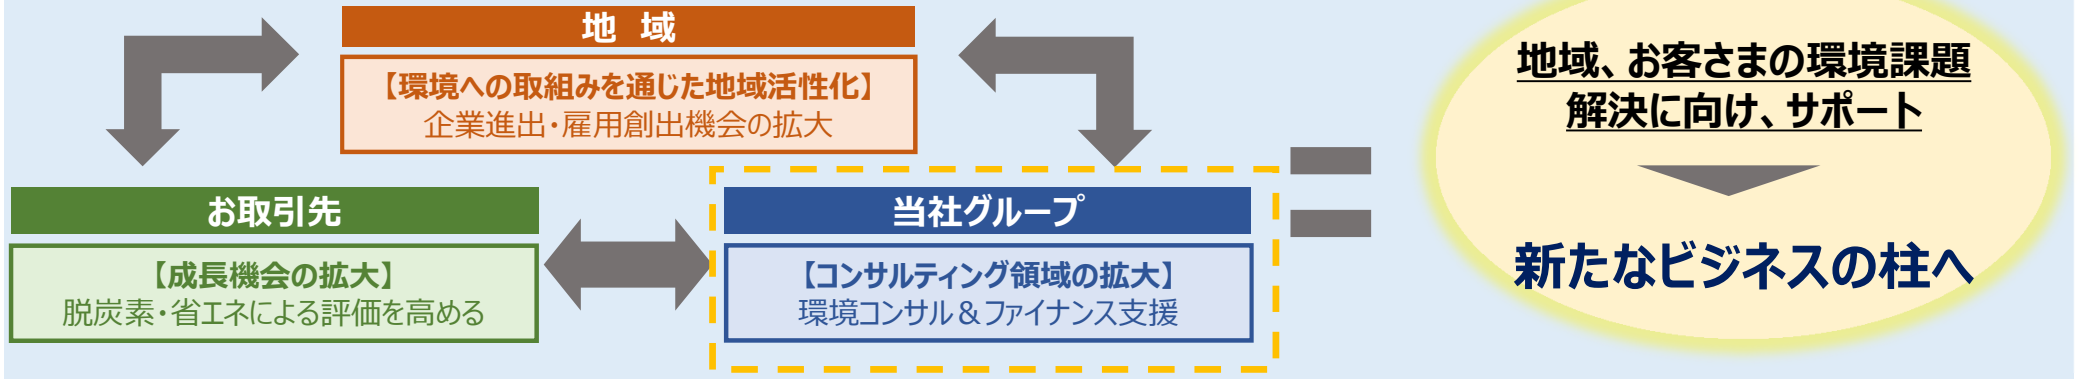 地 域
【環境への取組みを通じた地域活性化】
企業進出・雇用創出機会の拡大
お取引先
【成長機会の拡大】
脱炭素・省エネによる評価を高める
当社グループ
【コンサルティング領域の拡大】
環境コンサル＆ファイナンス支援
地域、お客さまの環境課題
解決に向け、サポート
新たなビジネスの柱へ